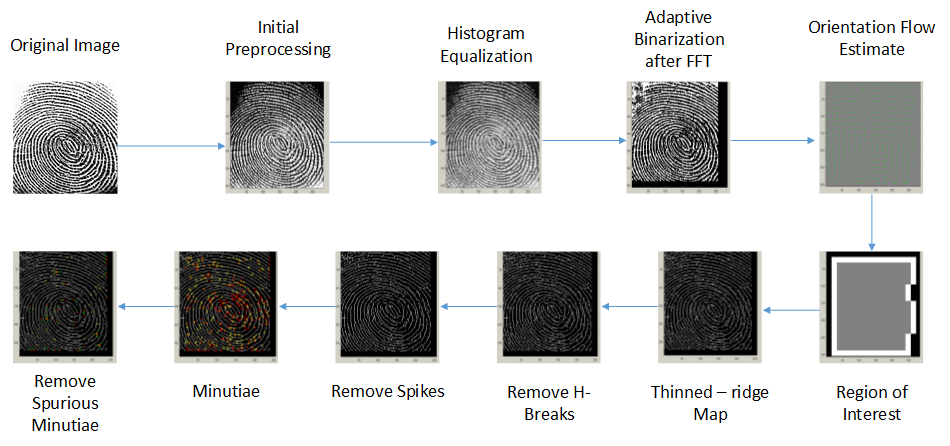 Original Image
Initial
Preprocessing
Histogram
Equalization
Adaptive
Binarization
after FFT
Orientation Flow
Estimate
Remove
Spurious
Minutiae
Minutiae
Remove Spikes
Remove H-
Breaks
Thinned – ridge
Map
Region of
Interest